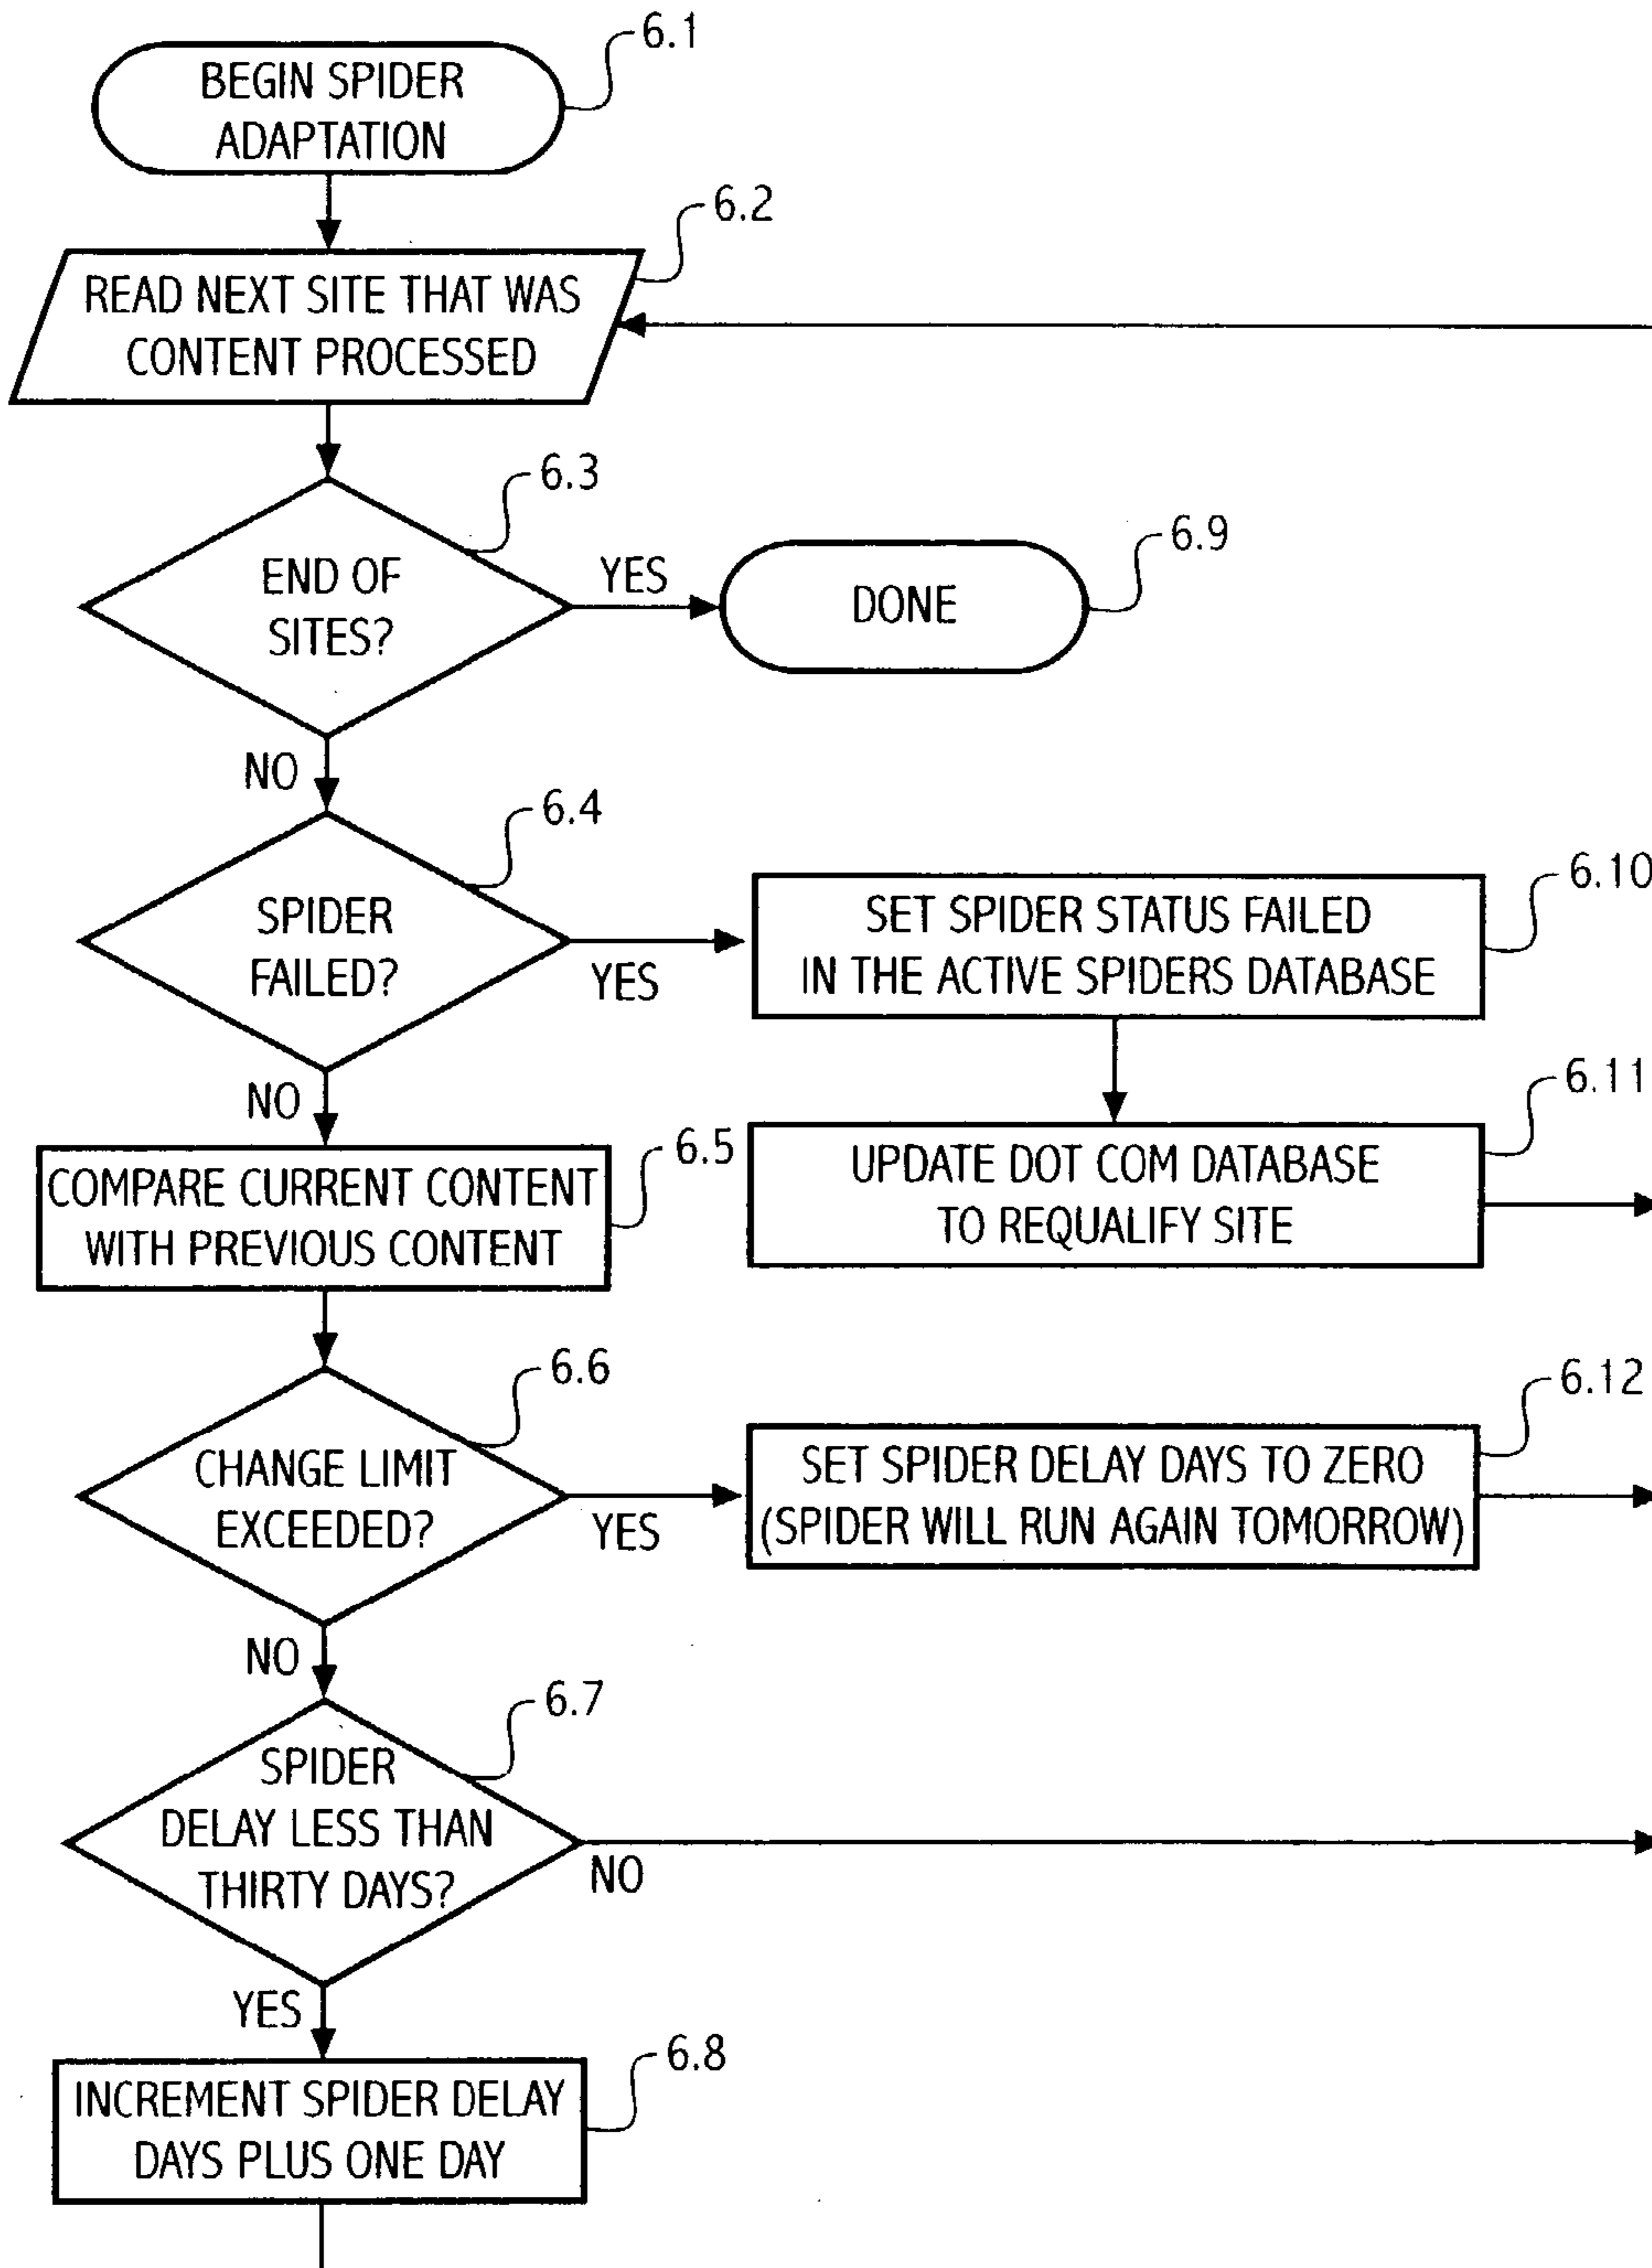 6.1
BEGIN SPIDER
ADAPTATION
6.2
READ NEXT SITE THAT WAS
CONTENT PROCESSED
6.3
END OF
SITES?
YES
6.9
DONE
NO
6.4
SPIDER
FAILED?
YES
6.10
SET SPIDER STATUS FAILED
IN THE ACTIVE SPIDERS DATABASE
NO
6.11
UPDATE DOT COM DATABASE
TO REQUALIFY SITE
6.5
COMPARE CURRENT CONTENT
WITH PREVIOUS CONTENT
6.6
CHANGE LIMIT
EXCEEDED?
YES
6.12
SET SPIDER DELAY DAYS TO ZERO
(SPIDER WILL RUN AGAIN TOMORROW)
NO
6.7
SPIDER
DELAY LESS THAN
THIRTY DAYS?
NO
YES
6.8
INCREMENT SPIDER DELAY
DAYS PLUS ONE DAY